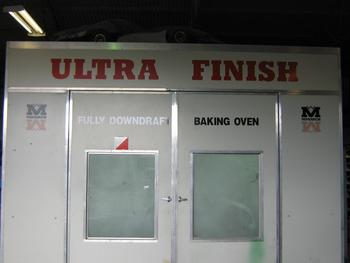 ULTRA FINISH
FULLY DOWNDRAFT BAKING OVEN
M M